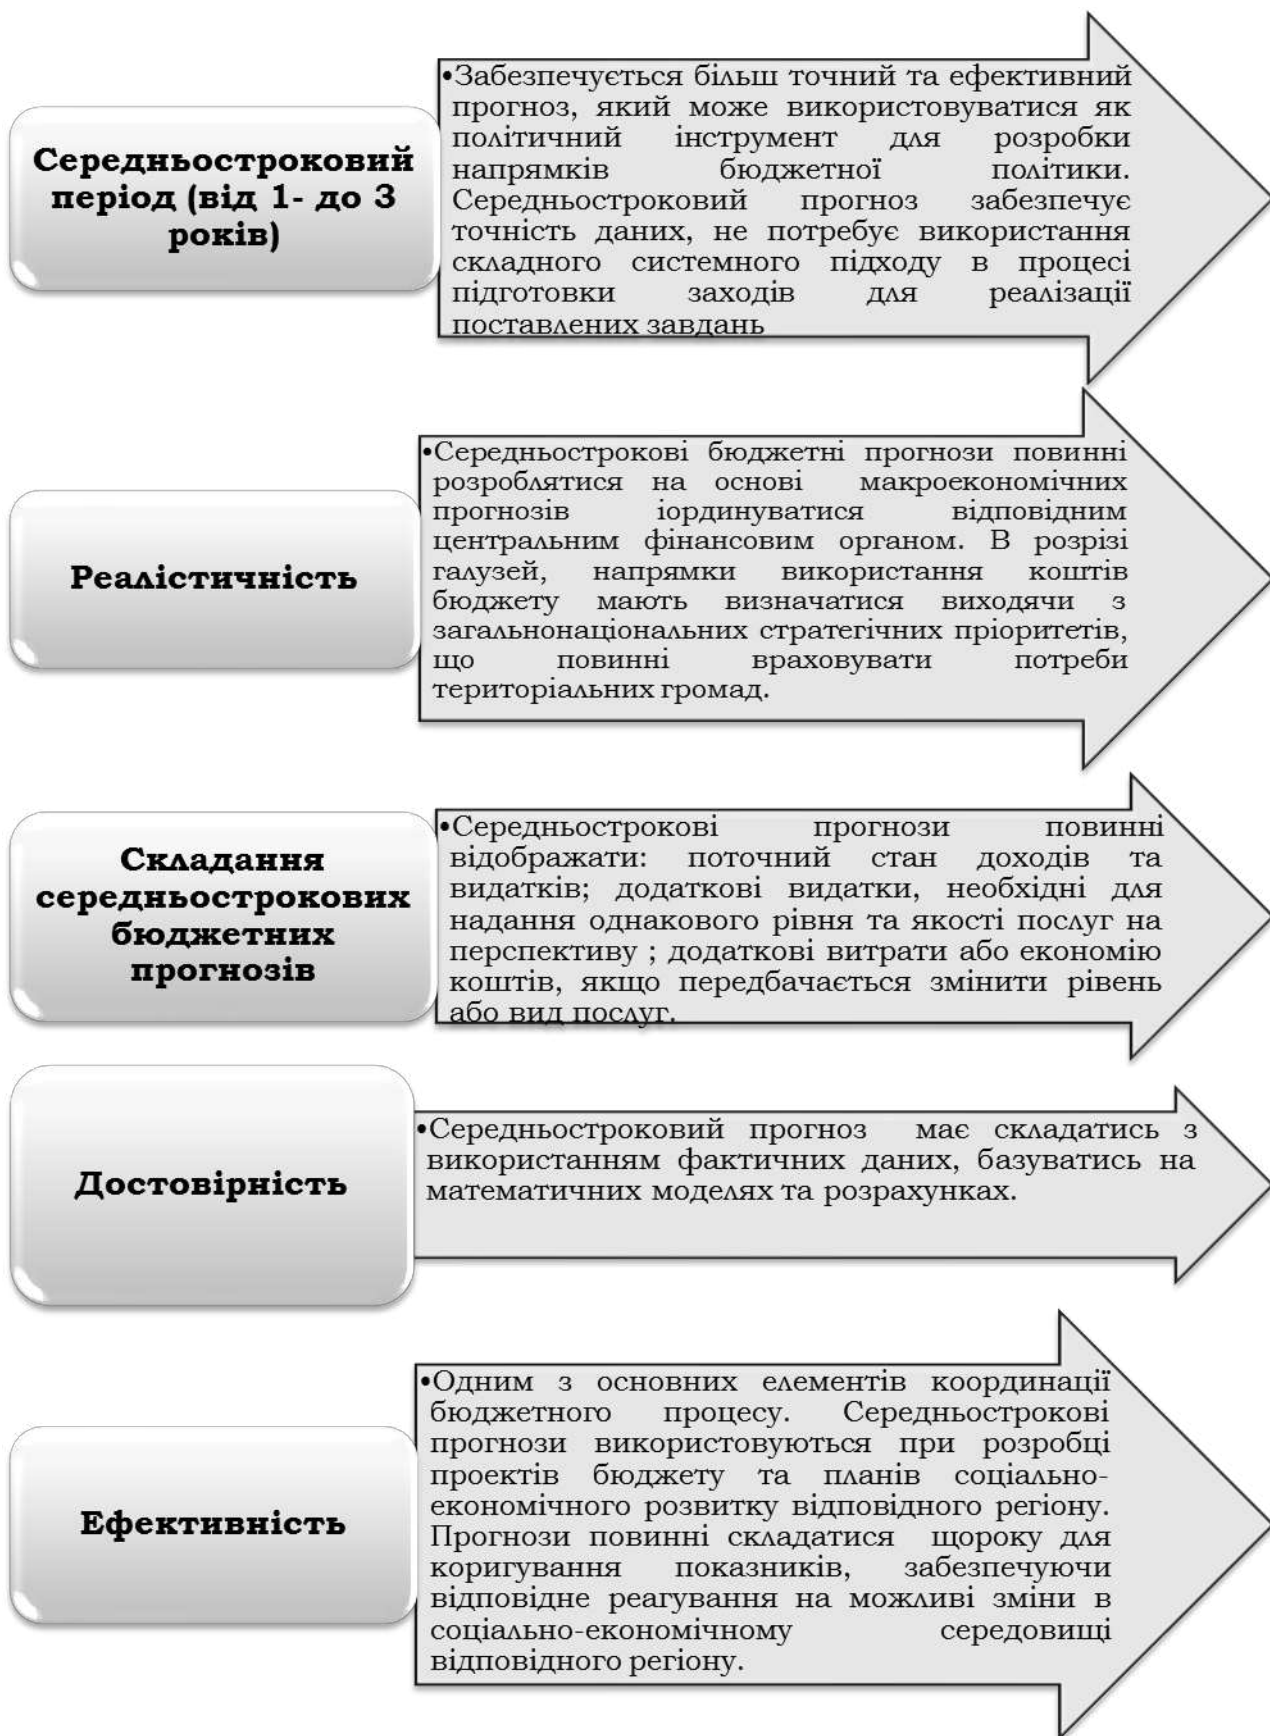 Середньостроковий
період (від 1- до 3
років)
•Забезпечується більш точний та ефективний
прогноз, який може використовуватися як
політичний інструмент для розробки
напрямків бюджетної політики.
Середньостроковий прогноз забезпечує
точність даних, не потребує використання
складного системного підходу в процесі
підготовки заходів для реалізації
поставлених завдань
Реалістичність
•Середньострокові бюджетні прогнози повинні
розроблятися на основі макроекономічних
прогнозів іординуватися відповідним
центральним фінансовим органом. В розрізі
галузей, напрямки використання коштів
бюджету мають визначатися виходячи з
загальнонаціональних стратегічних пріоритетів,
що повинні враховувати потреби
територіальних громад.
Складання
середньострокових
бюджетних
прогнозів
•Середньострокові прогнози повинні
відображати: поточний стан доходів та
видатків; додаткові видатки, необхідні для
надання однакового рівня та якості послуг на
перспективу ; додаткові витрати або економію
коштів, якщо передбачається змінити рівень
або вид послуг.
Достовірність
•Середньостроковий прогноз має складатись з
використанням фактичних даних, базуватись на
математичних моделях та розрахунках.
Ефективність
•Одним з основних елементів координації
бюджетного процесу. Середньострокові
прогнози використовуються при розробці
проектів бюджету та планів соціально-
економічного розвитку відповідного регіону.
Прогнози повинні складатися щороку для
коригування показників, забезпечуючи
відповідне реагування на можливі зміни в
соціально-економічному середовищі
відповідного регіону.